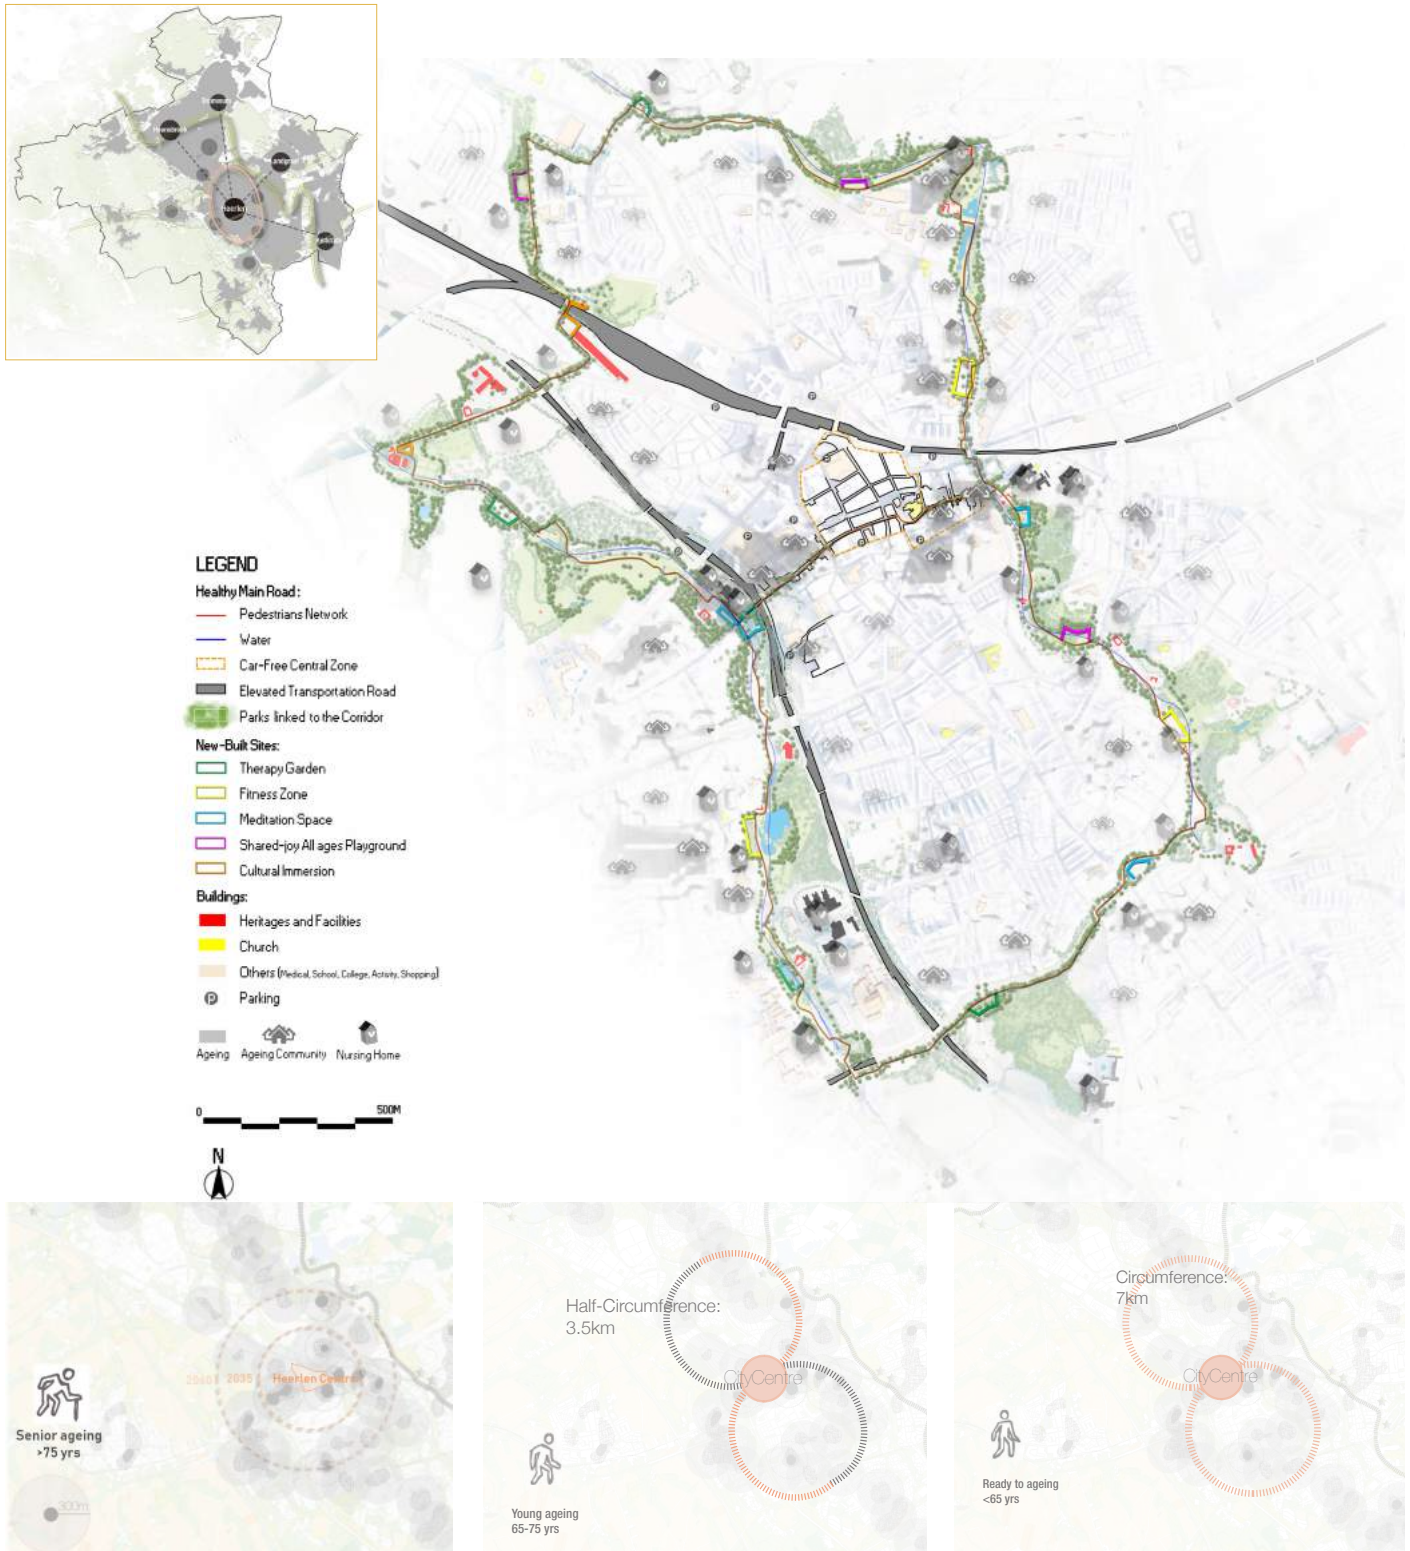 Heerlen
LEGEND
Healthy Main Road :
Pedestrians Network
Water
Car-Free Central Zone
Elevated Transportation Road
Parks linked to the Corridor
New-Built Sites:
Therapy Garden
Fitness Zone
Meditation Space
Shared-joy All ages Playground
Cultural Immersion
Buildings:
Heritages and Facilities
Church
Others (Medical, School, College, Activity, Shopping)
P Parking
Ageing Ageing Community Nursing Home
0 500M
N
2035 Heerlen Centre
Senior ageing
>75 yrs
300m
Half-Circumference:
3.5km
CityCentre
Young ageing
65-75 yrs
Circumference:
7km
CityCentre
Ready to ageing
<65 yrs